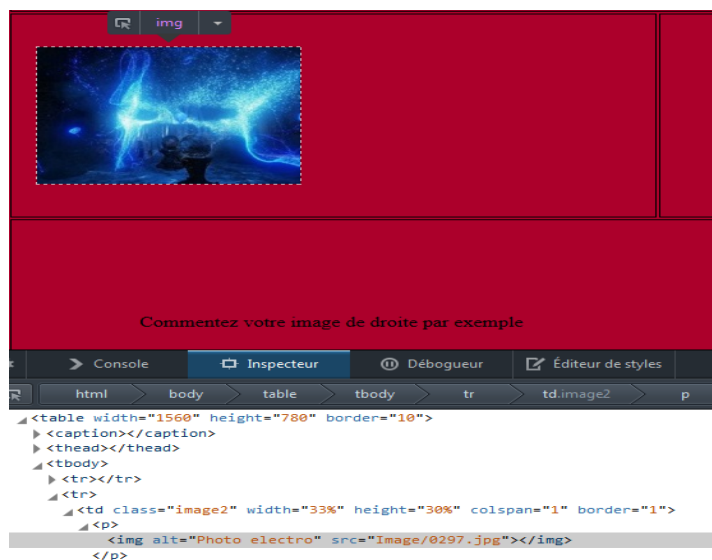 img
Commentez votre image de droite par exemple
Console Inspecteur Débogueur Éditeur de styles
html body table tbody tr td.image2 p
<table width="1560" height="780" border="10">
<caption></caption>
<thead></thead>
<tbody>
<tr></tr>
<tr>
<td class="image2" width="33%" height="30%" colspan="1" border="1">
<p>
<img alt="Photo electro" src="Image/0297.jpg"></img>
</p>